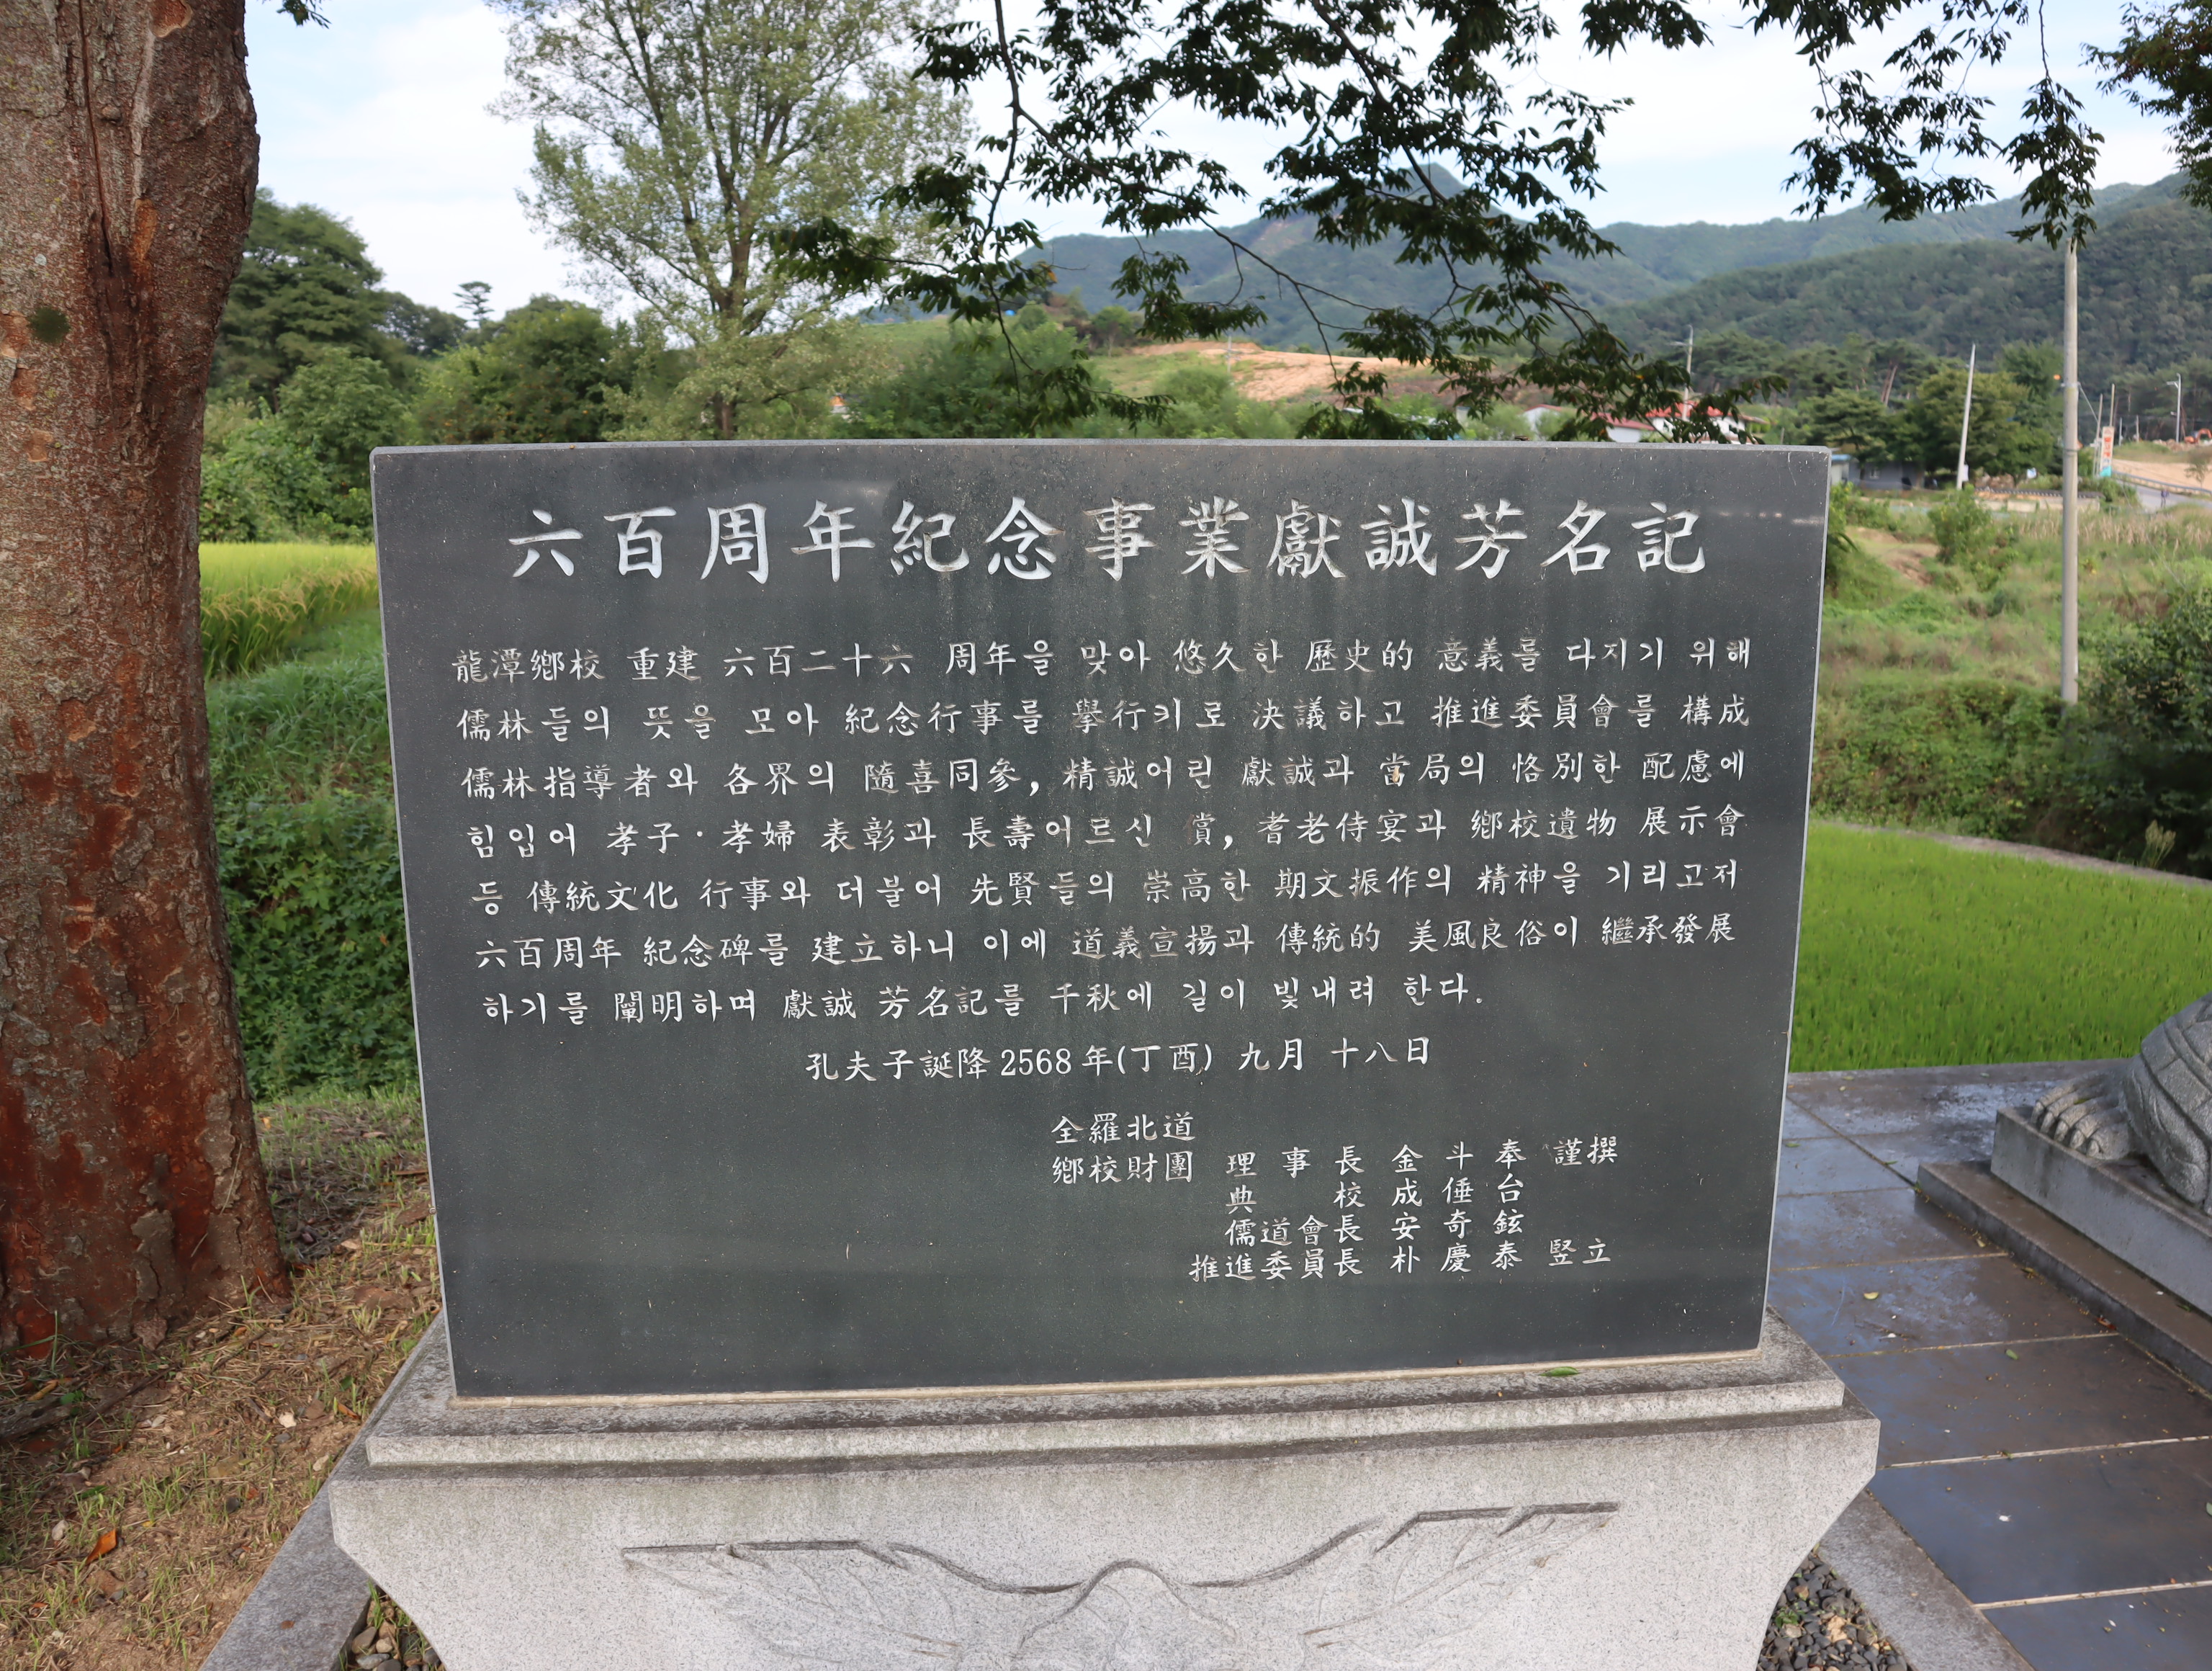 六百周年紀念事業獻誠芳名記
龍潭鄕校 重建 六百二十六 周年을 맞아 悠久한 歷史的 意義를 다지기 위해
儒林들의 뜻을 모아 紀念行事를 擧行키로 決議하고 推進委員會를 構成
儒林指導者와 各界의 隨喜同參, 精誠어린 獻誠과 當局의 恪別한 配慮에
힘입어 孝子·孝婦 表彰과 長壽어르신 賞, 耆老侍宴과 鄕校遺物 展示會
등 傳統文化 行事와 더불어 先賢들의 崇高한 期文振作의 精神을 기리고저
六百周年 紀念碑를 建立하니 이에 道義宣揚과 傳統的 美風良俗이 繼承發展
하기를 闡明하며 獻誠 芳名記를 千秋에 길이 빛내려 한다.
孔夫子誕降 2568年(丁酉) 九月 十八日
全羅北道
鄕校財團 理事長 金斗奉 謹撰
典校 成倕台
儒道會長 安奇鉉
推進委員長 朴慶泰 竪立